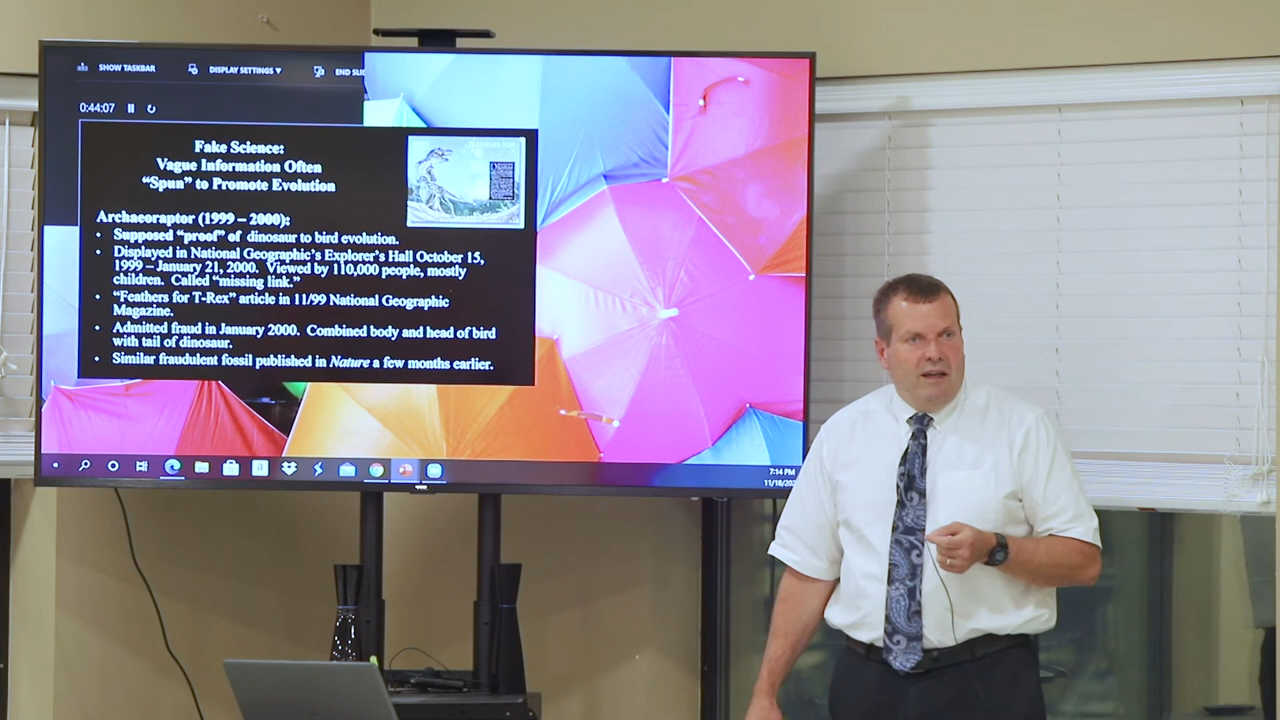 SHOW TASKBAR
DISPLAY SETTINGS ▾
END SLI
0:44:07
Fake Science:
Vague Information Often
“Spun” to Promote Evolution
Archaeoraptor (1999 – 2000):
• Supposed “proof” of dinosaur to bird evolution.
• Displayed in National Geographic’s Explorer’s Hall October 15,
1999 – January 21, 2000. Viewed by 110,000 people, mostly
children. Called “missing link.”
• “Feathers for T-Rex” article in 11/99 National Geographic
Magazine.
• Admitted fraud in January 2000. Combined body and head of bird
with tail of dinosaur.
• Similar fraudulent fossil published in Nature a few months earlier.
a
7:14 PM
11/18/202